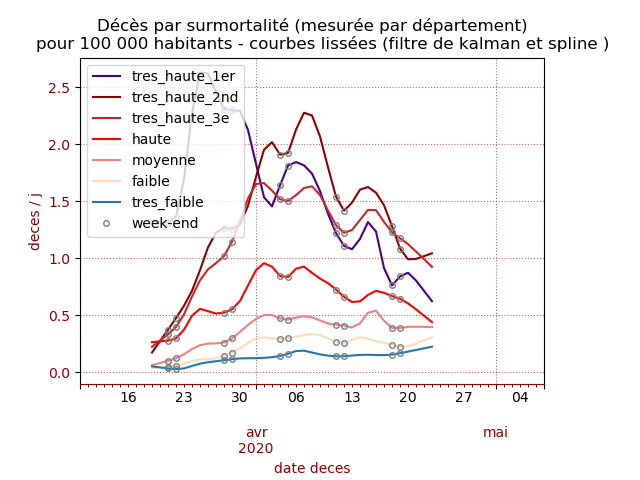 Décès par surmortalité (mesurée par département)
pour 100 000 habitants - courbes lissées (filtre de kalman et spline )
tres_haute_1er
tres_haute_2nd
tres_haute_3e
haute
moyenne
faible
tres_faible
week-end
deces / j
2.5
2.0
1.5
1.0
0.5
0.0
16 23 30 06 13 20 27 04
avr mai
2020
date deces